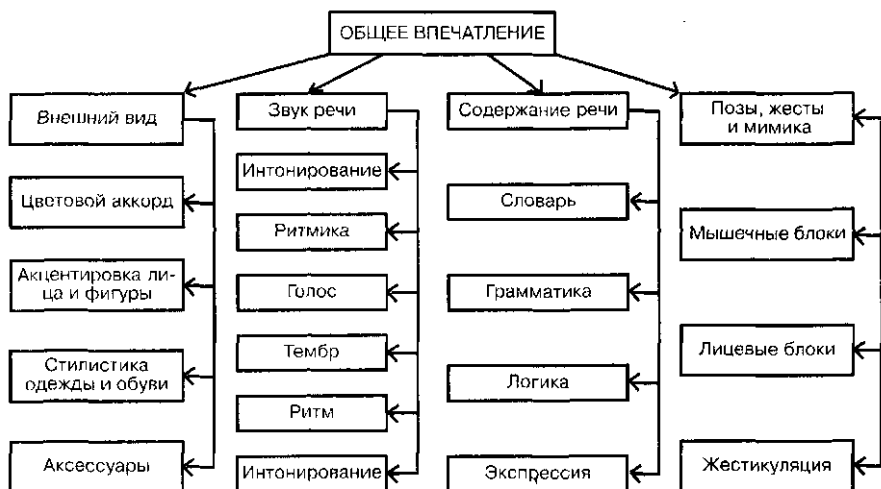 ОБЩЕЕ ВПЕЧАТЛЕНИЕ
Внешний вид
Цветовой аккорд
Акцентировка ли-
ца и фигуры
Стилистика
одежды и обуви
Аксессуары
Звук речи
Интонирование
Ритмика
Голос
Тембр
Ритм
Интонирование
Содержание речи
Словарь
Грамматика
Логика
Экспрессия
Позы, жесты
и мимика
Мышечные блоки
Лицевые блоки
Жестикуляция